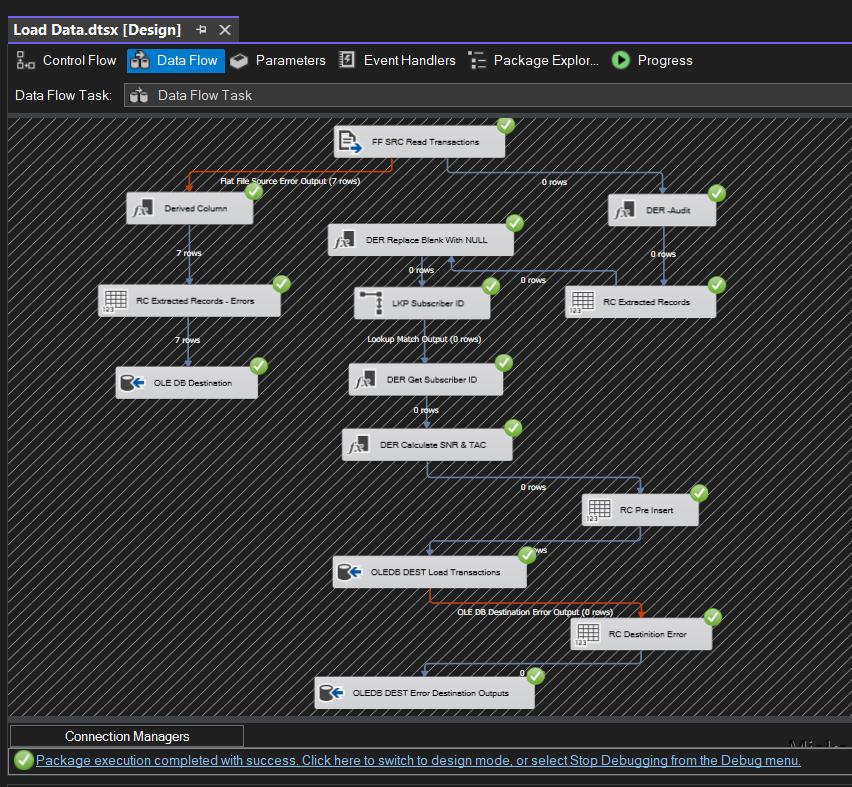 Load Data.dtsx [Design]
Control Flow
Data Flow
Parameters
Event Handlers
Package Explor...
Progress
Data Flow Task:
Data Flow Task
FF SRC Read Transactions
Flat File Source Error Output (7 rows)
0 rows
Derived Column
DER -Audit
DER Replace Blank With NULL
7 rows
0 rows
0 rows
0 rows
RC Extracted Records - Errors
LKP Subscriber ID
RC Extracted Records
7 rows
Lookup Match Output (0 rows)
OLE DB Destination
DER Get Subscriber ID
0 rows
DER Calculate SNR & TAC
0 rows
RC Pre Insert
OLEDB DEST Load Transactions
OLE DB Destination Error Output (0 rows)
RC Destinition Error
0
OLEDB DEST Error Destination Outputs
Connection Managers
Package execution completed with success. Click here to switch to design mode, or select Stop Debugging from the Debug menu.